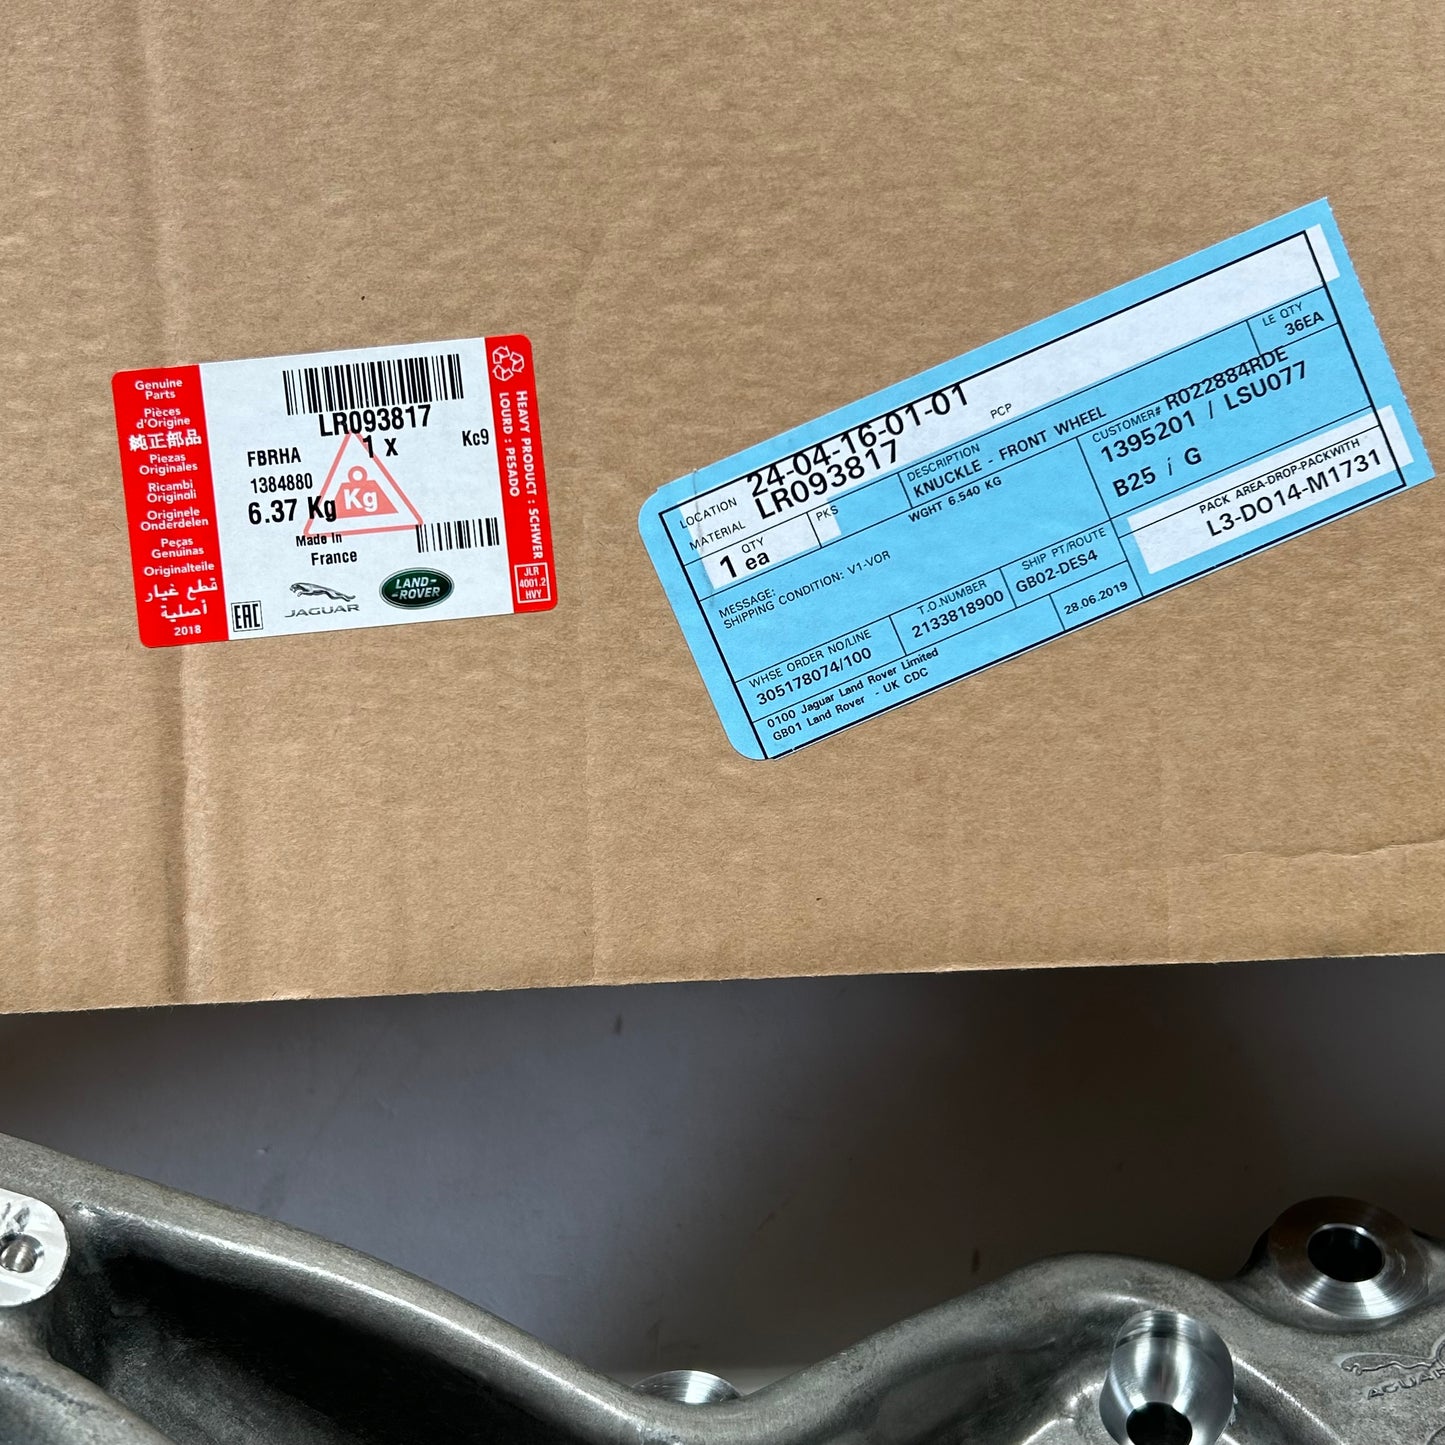 Genuine
Parts
Pièces
d'Origine
純正部品
Piezas
Originales
Ricambi
Originali
Originele
Onderdelen
Peças
Genuínas
Originalteile
قطع غيار
أصلية
2018
LR093817
1 X
Kc9
FBRHA
1384880
6.37 Kg
Kg
Made In
France
EAC
JAGUAR
LAND-
ROVER
HEAVY PRODUCT : SCHWER
LOURD : PESADO
JLR
4001.2
HVY
LOCATION 24-04-16-01-01 PCP LE QTY
36EA
MATERIAL LR093817 DESCRIPTION
KNUCKLE - FRONT WHEEL
CUSTOMER# R022884RDE
1395201 / LSU077
QTY PKS
1 ea
WGHT 6.540 KG
B25 / G
MESSAGE:
SHIPPING CONDITION: V1-VOR
PACK AREA-DROP-PACKWITH
L3-DO14-M1731
WHSE ORDER NO/LINE
305178074/100
T.O.NUMBER
2133818900
SHIP PT/ROUTE
GB02-DES4
28.06.2019
0100 Jaguar Land Rover Limited
GB01 Land Rover - UK CDC
JAGUAR